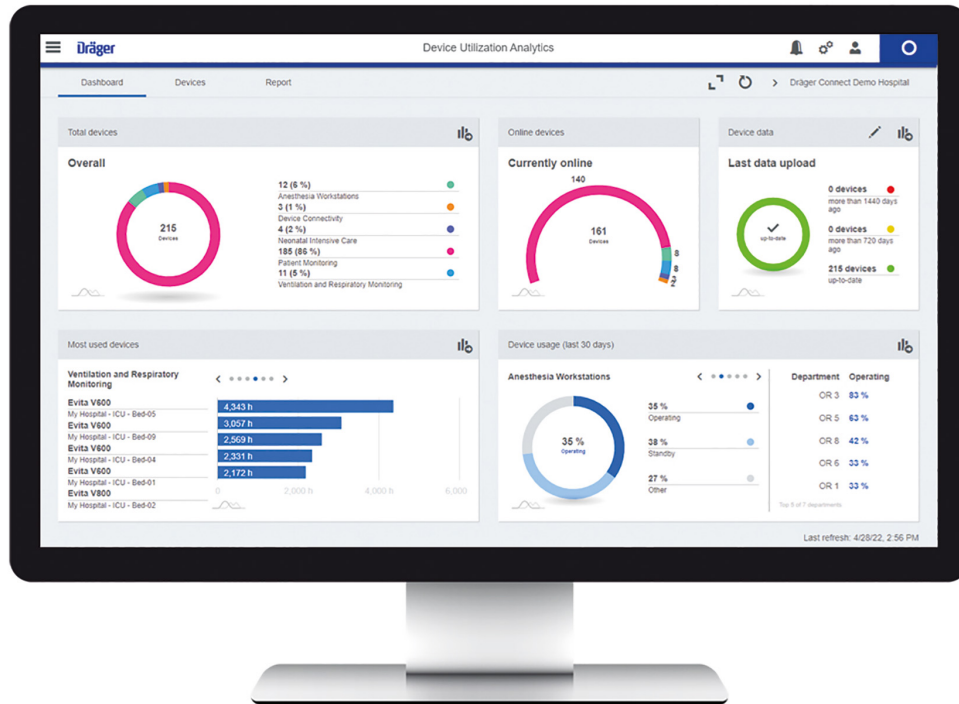 Dräger
Device Utilization Analytics
Dashboard
Devices
Report
Dräger Connect Demo Hospital
Total devices
Overall
215
Devices
12 (6 %)
Anesthesia Workstations
3 (1 %)
Device Connectivity
4 (2 %)
Neonatal Intensive Care
185 (86 %)
Patient Monitoring
11 (5 %)
Ventilation and Respiratory Monitoring
Online devices
Currently online
140
161
Devices
8
8
2
Device data
Last data upload
up-to-date
0 devices
more than 1440 days
ago
0 devices
more than 720 days
ago
215 devices
up-to-date
Most used devices
Ventilation and Respiratory
Monitoring
Evita V600
My Hospital - ICU - Bed-05
Evita V600
My Hospital - ICU - Bed-09
Evita V600
My Hospital - ICU - Bed-04
Evita V600
My Hospital - ICU - Bed-01
Evita V800
My Hospital - ICU - Bed-02
4,343 h
3,057 h
2,569 h
2,331 h
2,172 h
0
2,000 h
4,000 h
6,000
Device usage (last 30 days)
Anesthesia Workstations
35 %
Operating
35 %
Operating
38 %
Standby
27 %
Other
Department Operating
OR 3 83 %
OR 5 63 %
OR 8 42 %
OR 6 33 %
OR 1 33 %
Top 5 of 7 departments
Last refresh: 4/28/22, 2:56 PM